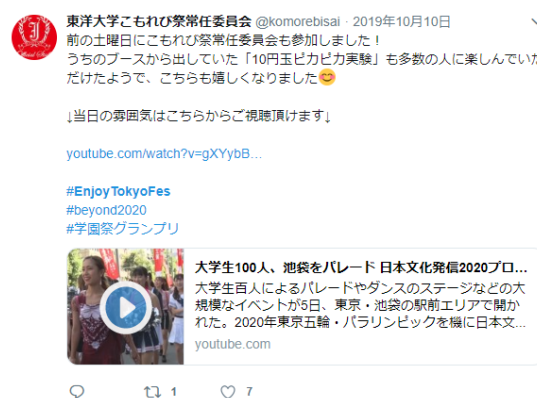 東洋大学こもれび祭常任委員会 @komorebisai · 2019年10月10日
前の土曜日にこもれび祭常任委員会も参加しました！
うちのブースから出していた「10円玉ピカピカ実験」も多数の人に楽しんでいた
だけたようで、こちらも嬉しくなりました😊
↓当日の雰囲気はこちらからご視聴頂けます↓
youtube.com/watch?v=gXYybB…
#EnjoyTokyoFes
#beyond2020
#学園祭グランプリ
大学生100人、池袋をパレード 日本文化発信2020プロ...
大学生百人によるパレードやダンスのステージなどの大
規模なイベントが5日、東京・池袋の駅前エリアで開か
れた。2020年東京五輪・パラリンピックを機に日本文...
youtube.com
1 7